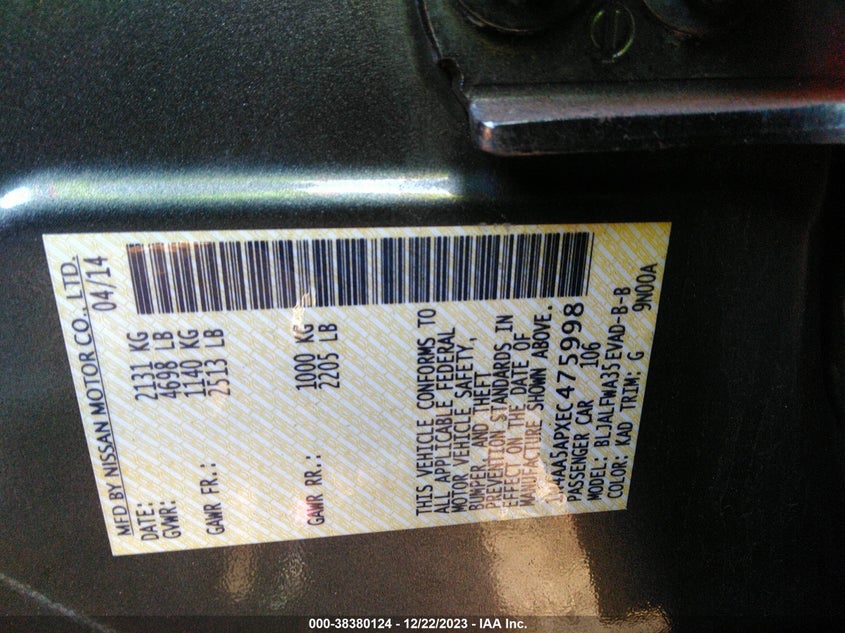 MFD BY NISSAN MOTOR CO., LTD.
DATE: 04/14
GVWR: 2131 KG
4698 LB
GAWR FR.: 1140 KG
2513 LB
GAWR RR.: 1000 KG
2205 LB
THIS VEHICLE CONFORMS TO
ALL APPLICABLE FEDERAL
MOTOR VEHICLE SAFETY,
BUMPER, AND THEFT
PREVENTION STANDARDS IN
EFFECT ON THE DATE OF
MANUFACTURE SHOWN ABOVE.
1N4AA5APXEC475998
PASSENGER CAR 106
MODEL: BLJALFWA35EVAD-B-B
COLOR: KAD TRIM: G 9N00A
000-38380124 - 12/22/2023 - IAA Inc.